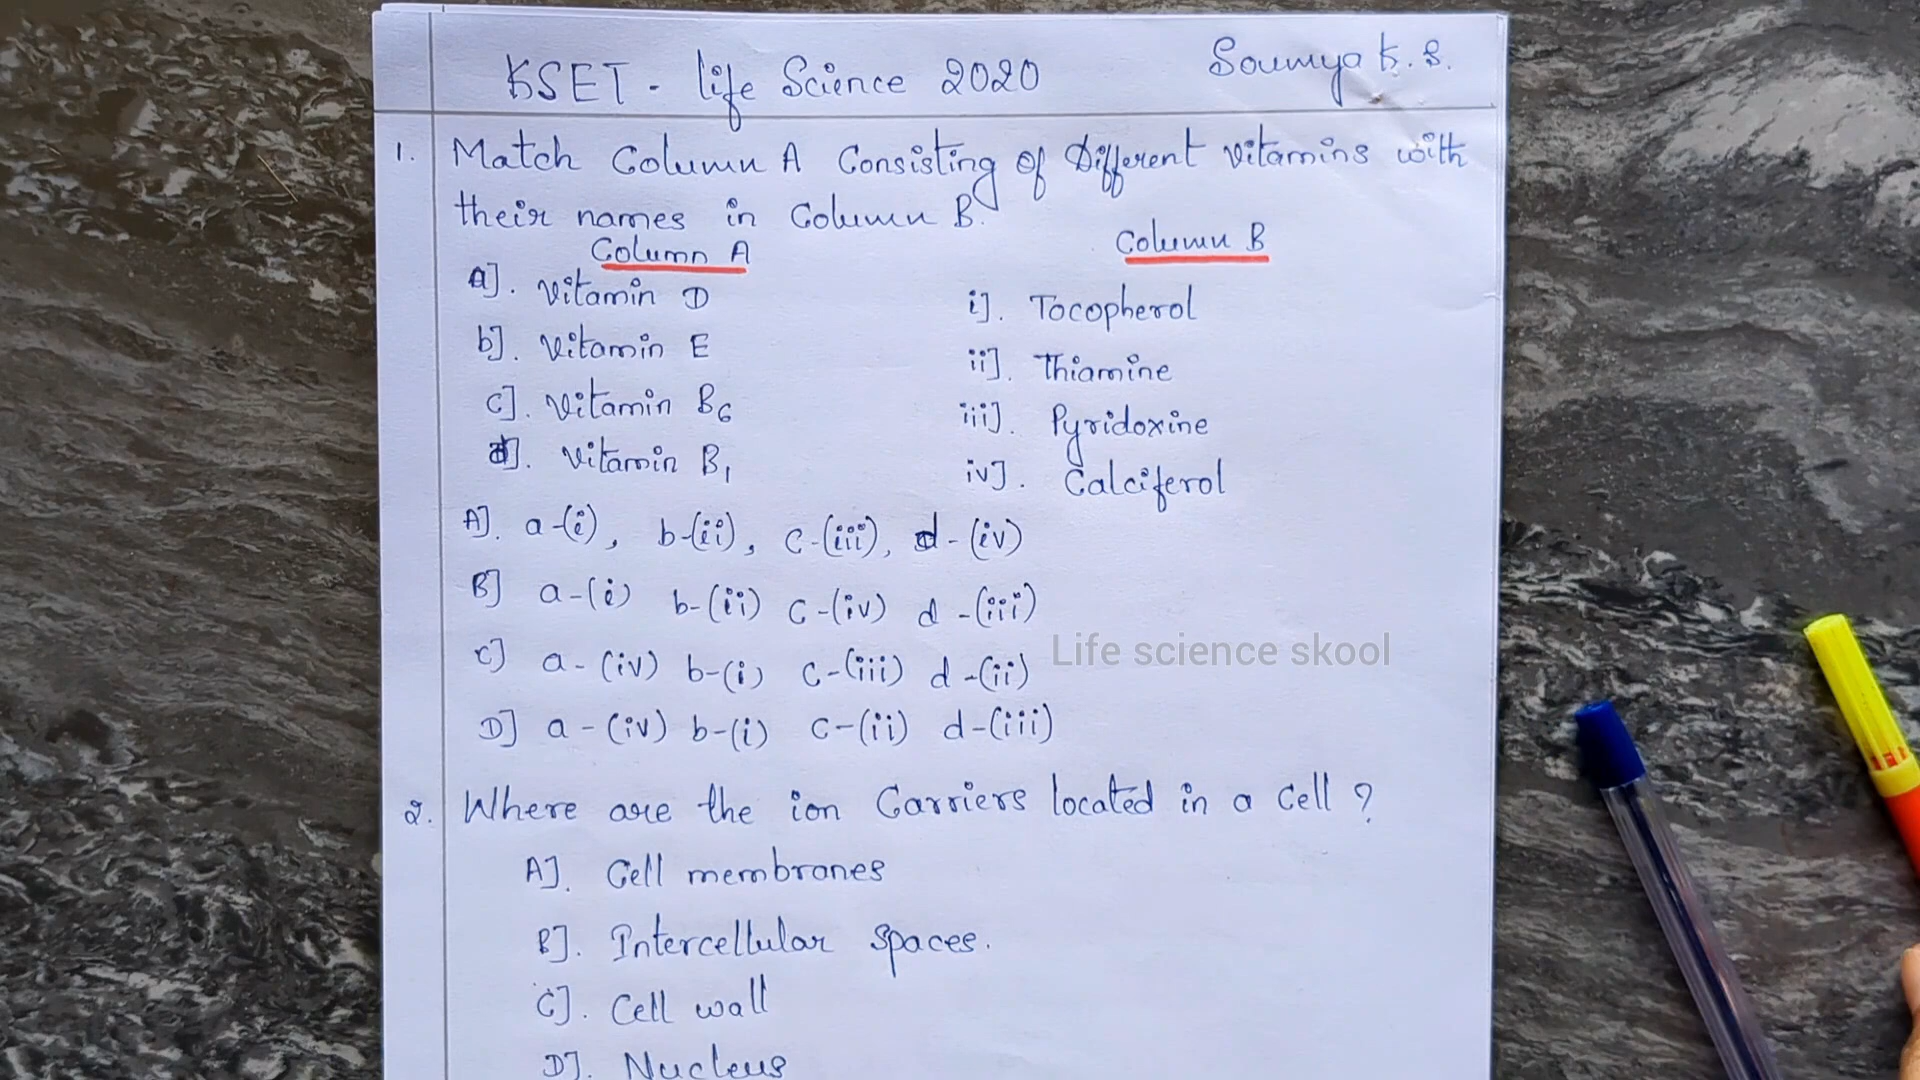 KSET - life Science 2020
Soumya K. S.
1. Match Column A Consisting of Different Vitamins with
their names in Column B.
Column A
Column B
a]. Vitamin D
i]. Tocopherol
b]. Vitamin E
ii]. Thiamine
c]. Vitamin B6
iii]. Pyridoxine
d]. Vitamin B1
iv]. Calciferol
A]. a-(i), b-(ii), c-(iii), d-(iv)
B] a-(i) b-(ii) c-(iv) d-(iii)
C] a-(iv) b-(i) c-(iii) d-(ii)
Life science skool
D] a-(iv) b-(i) c-(ii) d-(iii)
2. Where are the ion Carriers located in a Cell ?
A]. Cell membranes
B]. Intercellular Spaces.
C]. Cell wall
D]. Nucleus